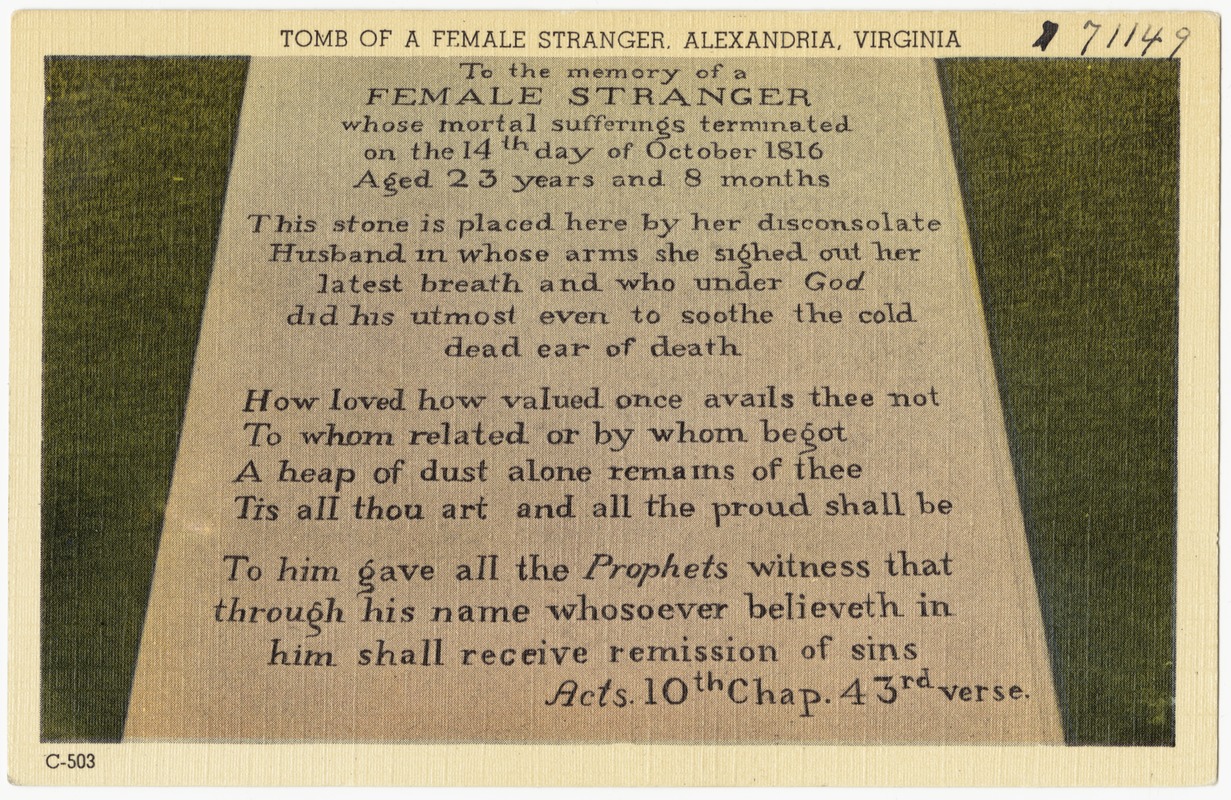 TOMB OF A FEMALE STRANGER. ALEXANDRIA, VIRGINIA
71149
To the memory of a
FEMALE STRANGER
whose mortal sufferings terminated
on the 14th day of October 1816
Aged 23 years and 8 months
This stone is placed here by her disconsolate
Husband in whose arms she sighed out her
latest breath and who under God
did his utmost even to soothe the cold
dead ear of death
How loved how valued once avails thee not
To whom related or by whom begot
A heap of dust alone remains of thee
Tis all thou art and all the proud shall be
To him gave all the Prophets witness that
through his name whosoever believeth in
him shall receive remission of sins
Acts. 10th Chap. 43rd verse.
C-503